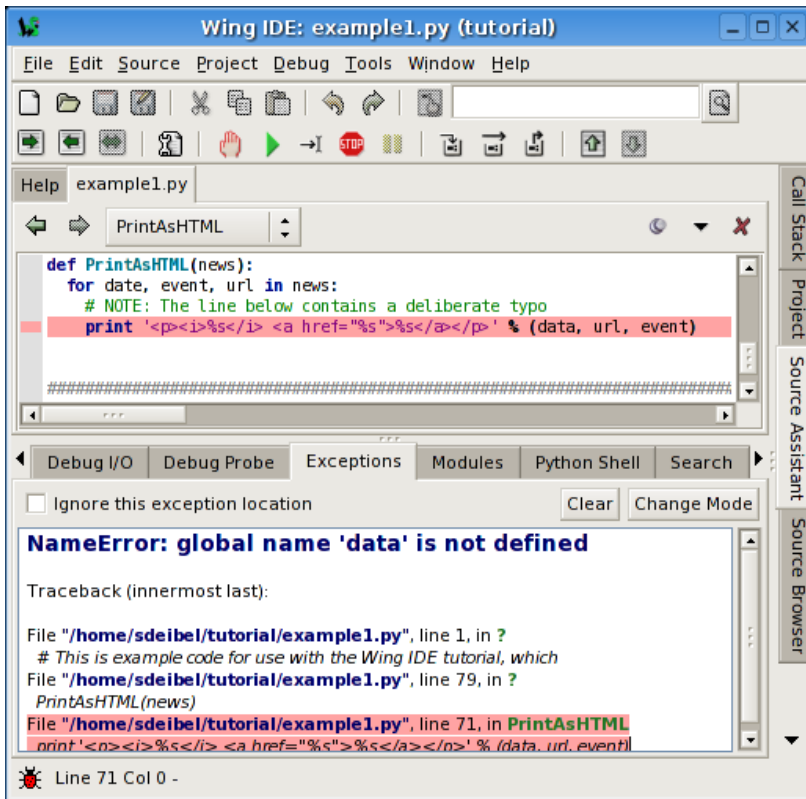 Wing IDE: example1.py (tutorial)
File Edit Source Project Debug Tools Window Help
STOP
Help example1.py
PrintAsHTML
def PrintAsHTML(news):
for date, event, url in news:
# NOTE: The line below contains a deliberate typo
print '<p><i>%s</i> <a href="%s">%s</a></p>' % (data, url, event)
##########################################################################
Debug I/O Debug Probe Exceptions Modules Python Shell Search
Ignore this exception location Clear Change Mode
NameError: global name 'data' is not defined
Traceback (innermost last):
File "/home/sdeibel/tutorial/example1.py", line 1, in ?
# This is example code for use with the Wing IDE tutorial, which
File "/home/sdeibel/tutorial/example1.py", line 79, in ?
PrintAsHTML(news)
File "/home/sdeibel/tutorial/example1.py", line 71, in PrintAsHTML
print '<p><i>%s</i> <a href="%s">%s</a></p>' % (data, url, event)
Line 71 Col 0 -
Call Stack
Project
Source Assistant
Source Browser